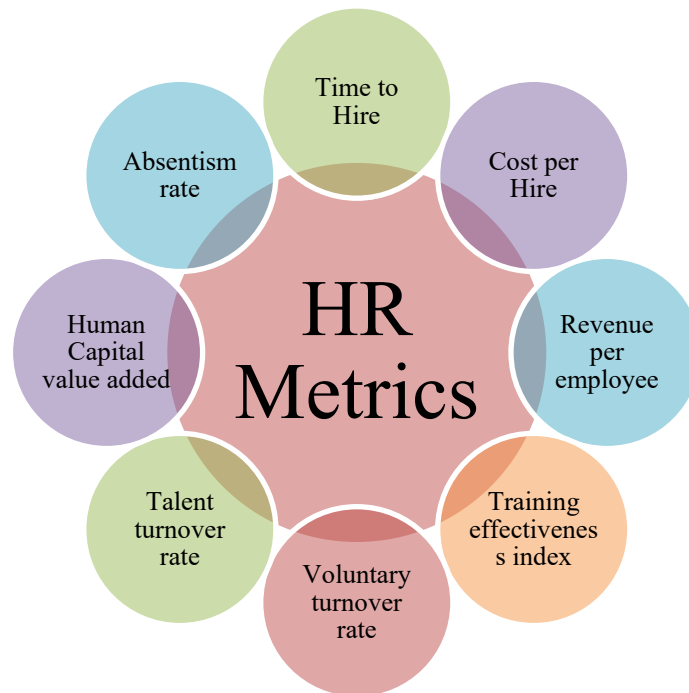 Time to
Hire
Cost per
Hire
Revenue
per
employee
Training
effectivenes
s index
Voluntary
turnover
rate
Talent
turnover
rate
Human
Capital
value added
Absentism
rate
HR
Metrics